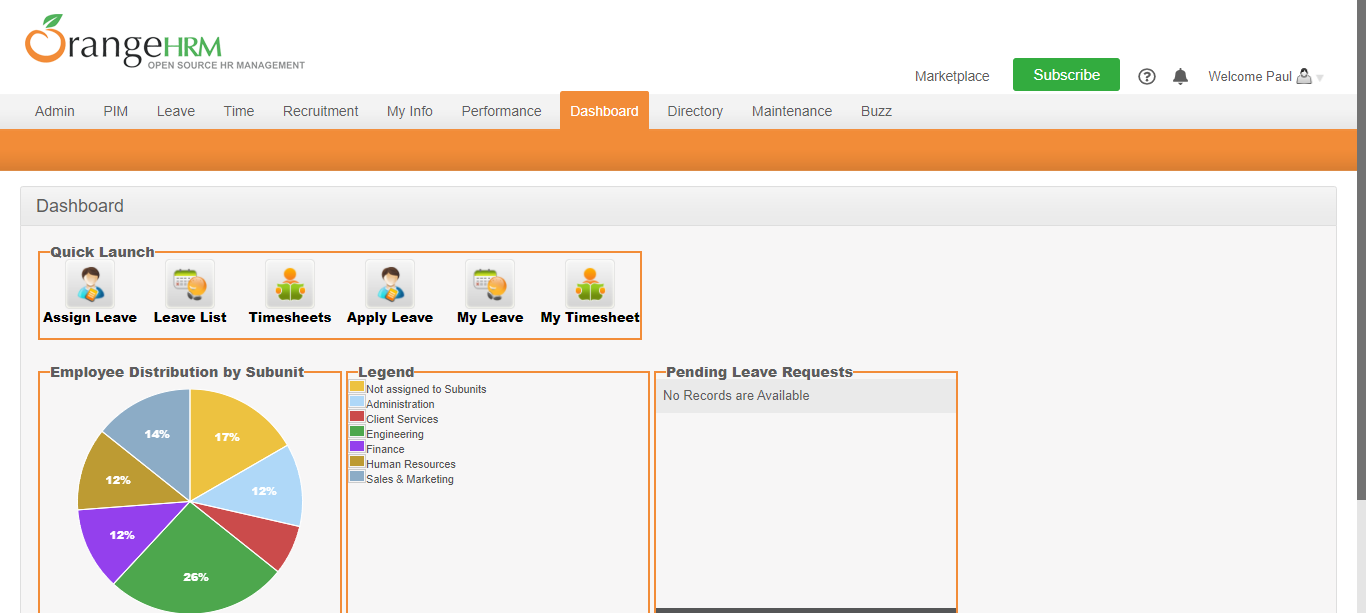 OrangeHRM
OPEN SOURCE HR MANAGEMENT
Marketplace
Subscribe
?
Welcome Paul
Admin PIM Leave Time Recruitment My Info Performance Dashboard Directory Maintenance Buzz
Dashboard
Quick Launch
Assign Leave Leave List Timesheets Apply Leave My Leave My Timesheet
Employee Distribution by Subunit
17%
12%
26%
12%
12%
14%
Legend
Not assigned to Subunits
Administration
Client Services
Engineering
Finance
Human Resources
Sales & Marketing
Pending Leave Requests
No Records are Available